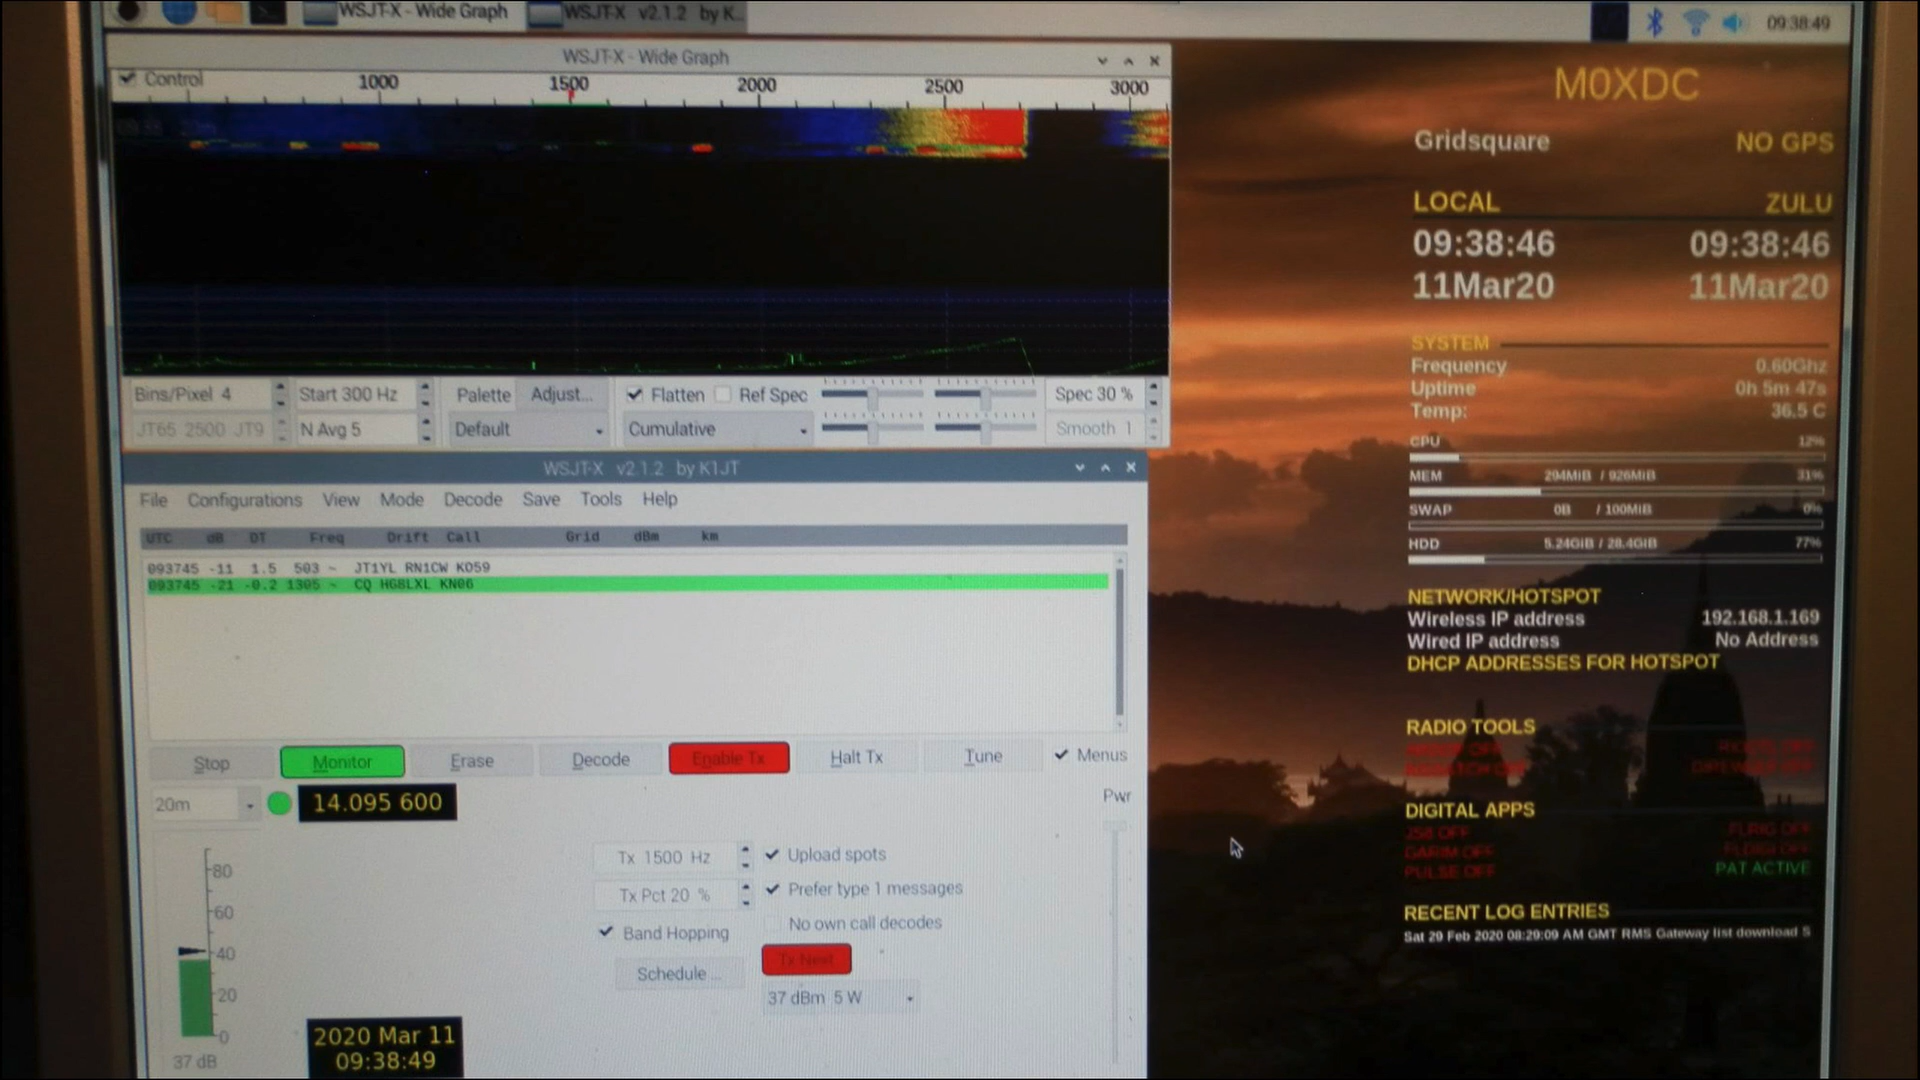 WSJT-X - Wide Graph
WSJT-X v2.1.2 by K..
09:38:49
WSJT-X - Wide Graph
Control
1000 1500 2000 2500 3000
Bins/Pixel 4
Start 300 Hz
Palette
Adjust...
Flatten
Ref Spec
Spec 30 %
JT65 2500 JT9
N Avg 5
Default
Cumulative
Smooth 1
WSJT-X v2.1.2 by K1JT
File Configurations View Mode Decode Save Tools Help
UTC dB DT Freq Drift Call Grid dBm km
093745 -11 1.5 503 ~ JT1YL RN1CW KO59
093745 -21 -0.2 1305 ~ CQ HG8LXL KN06
Stop Monitor Erase Decode Enable Tx Halt Tx Tune Menus
20m
14.095 600
Pwr
80
60
40
20
0
37 dB
Tx 1500 Hz
Upload spots
Tx Pct 20 %
Prefer type 1 messages
No own call decodes
Band Hopping
Tx Next
Schedule ...
37 dBm 5 W
2020 Mar 11
09:38:49
M0XDC
Gridsquare NO GPS
LOCAL ZULU
09:38:46 09:38:46
11Mar20 11Mar20
SYSTEM
Frequency 0.60Ghz
Uptime 0h 5m 47s
Temp: 36.5 C
CPU 12%
MEM 294MiB / 926MiB 31%
SWAP 0B / 100MiB 0%
HDD 5.24GiB / 28.4GiB 77%
NETWORK/HOTSPOT
Wireless IP address 192.168.1.169
Wired IP address No Address
DHCP ADDRESSES FOR HOTSPOT
RADIO TOOLS
DIGITAL APPS
OFF FLRIG OFF
GARIM OFF FLDIGI OFF
PULSE OFF PAT ACTIVE
RECENT LOG ENTRIES
Sat 29 Feb 2020 08:29:09 AM GMT RMS Gateway list download S